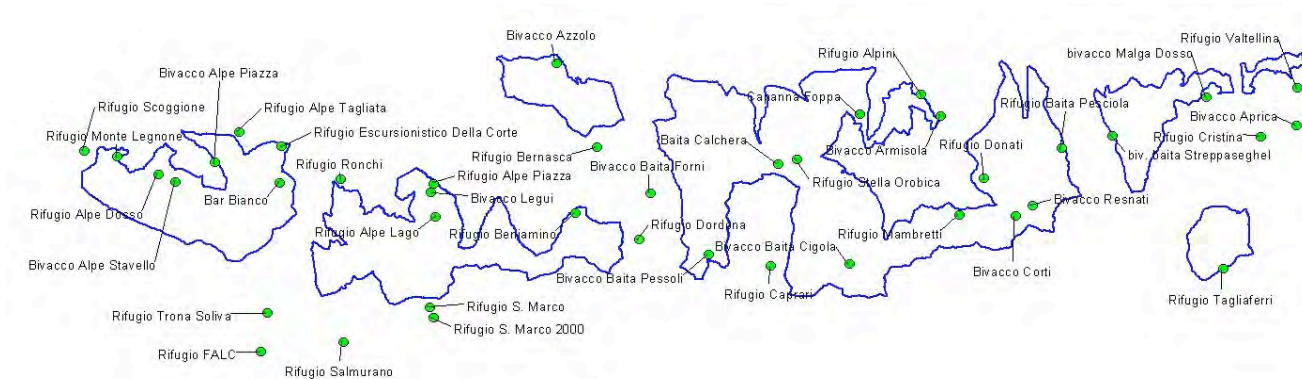 Bivacco Azzolo
Rifugio Valtellina
Rifugio Alpini
bivacco Malga Dosso
Bivacco Alpe Piazza
Rifugio Scoggione
Rifugio Alpe Tagliata
Capanna Foppa
Rifugio Baita Pesciola
Bivacco Aprica
Rifugio Monte Legnone
Rifugio Escursionistico Della Corte
Rifugio Cristina
Baita Calchera
Rifugio Donati
Bivacco Armisola
Rifugio Bernasca
Rifugio Ronchi
Bivacco Baita Forni
biv. baita Streppaseghel
Rifugio Alpe Piazza
Rifugio Stella Orobica
Bar Bianco
Bivacco Legui
Bivacco Resnati
Rifugio Alpe Dosso
Rifugio Dordona
Rifugio Alpe Lago
Rifugio Beniamino
Rifugio Mambretti
Bivacco Baita Cigola
Bivacco Alpe Stavello
Bivacco Baita Pessoli
Bivacco Corti
Rifugio Caprari
Rifugio Tagliaferri
Rifugio S. Marco
Rifugio Trona Soliva
Rifugio S. Marco 2000
Rifugio FALC
Rifugio Salmurano